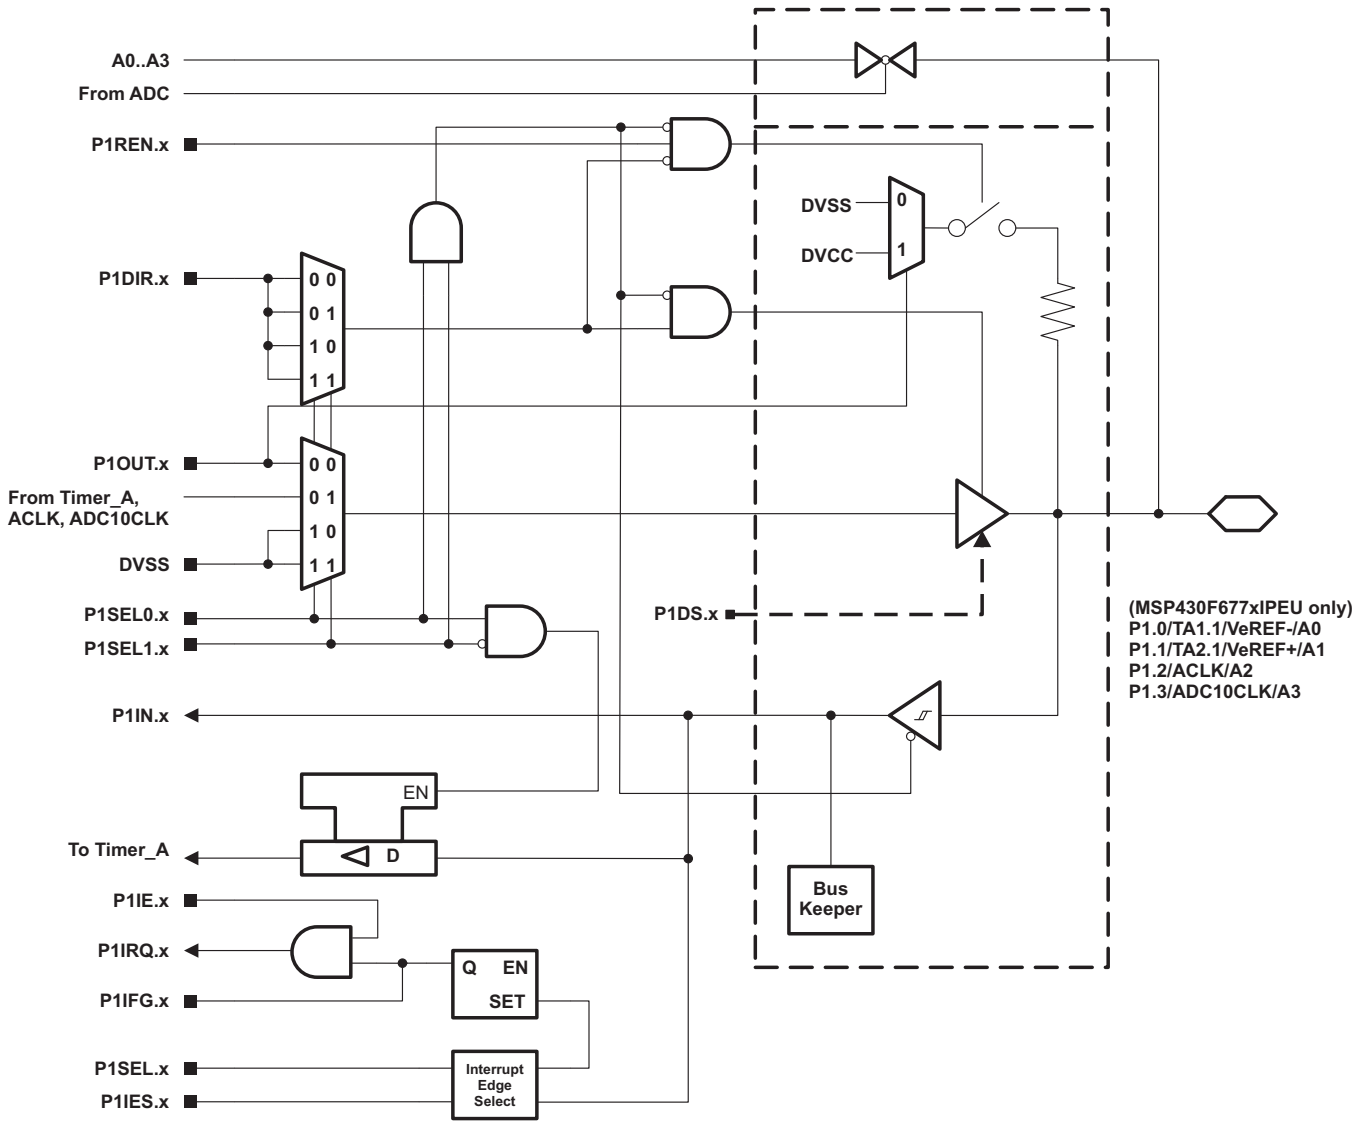 A0..A3
From ADC
P1REN.x
DVSS
0
DVCC
1
P1DIR.x
0 0
0 1
1 0
1 1
P1OUT.x
0 0
From Timer_A,
ACLK, ADC10CLK
0 1
1 0
DVSS
1 1
P1SEL0.x
P1SEL1.x
P1DS.x
(MSP430F677xIPEU only)
P1.0/TA1.1/VeREF-/A0
P1.1/TA2.1/VeREF+/A1
P1.2/ACLK/A2
P1.3/ADC10CLK/A3
P1IN.x
EN
To Timer_A
D
Bus
Keeper
P1IE.x
P1IRQ.x
Q EN
SET
P1IFG.x
P1SEL.x
P1IES.x
Interrupt
Edge
Select